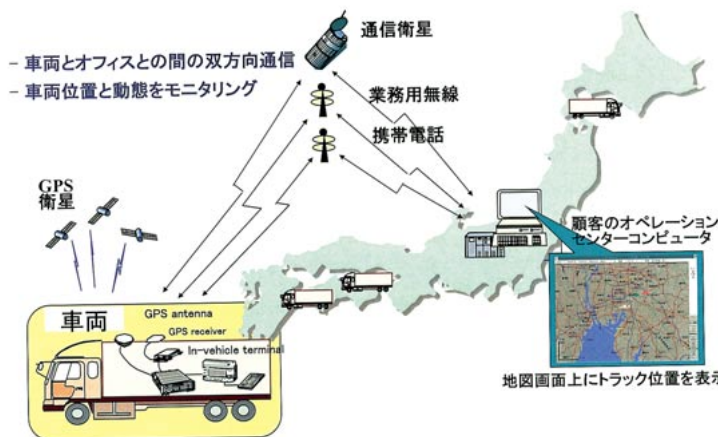 通信衛星
- 車両とオフィスとの間の双方向通信
- 車両位置と動態をモニタリング
業務用無線
携帯電話
GPS
衛星
顧客のオペレーション
センターコンピュータ
車両
GPS antenna
GPS receiver
In-vehicle terminal
地図画面上にトラック位置を表示